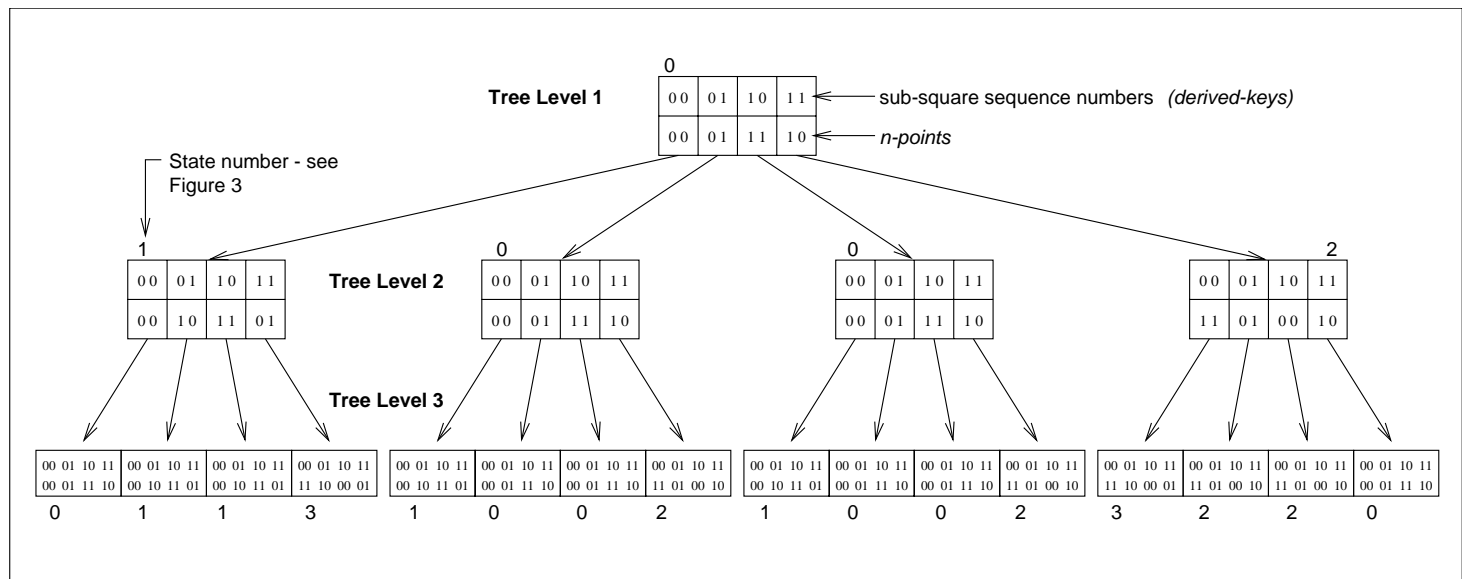 0
Tree Level 1
00 01 10 11
sub-square sequence numbers (derived-keys)
00 01 11 10
n-points
State number - see
Figure 3
1 0 0 2
Tree Level 2
00 01 10 11 00 01 10 11 00 01 10 11 00 01 10 11
00 10 11 01 00 01 11 10 00 01 11 10 11 01 00 10
Tree Level 3
00 01 10 11 00 01 10 11 00 01 10 11 00 01 10 11 00 01 10 11 00 01 10 11 00 01 10 11 00 01 10 11 00 01 10 11 00 01 10 11 00 01 10 11 00 01 10 11 00 01 10 11 00 01 10 11 00 01 10 11 00 01 10 11
00 01 11 10 00 10 11 01 00 10 11 01 11 10 00 01 00 10 11 01 00 01 11 10 00 01 11 10 11 01 00 10 00 10 11 01 00 01 11 10 00 01 11 10 11 01 00 10 11 10 00 01 11 01 00 10 11 01 00 10 00 01 11 10
0 1 1 3 1 0 0 2 1 0 0 2 3 2 2 0